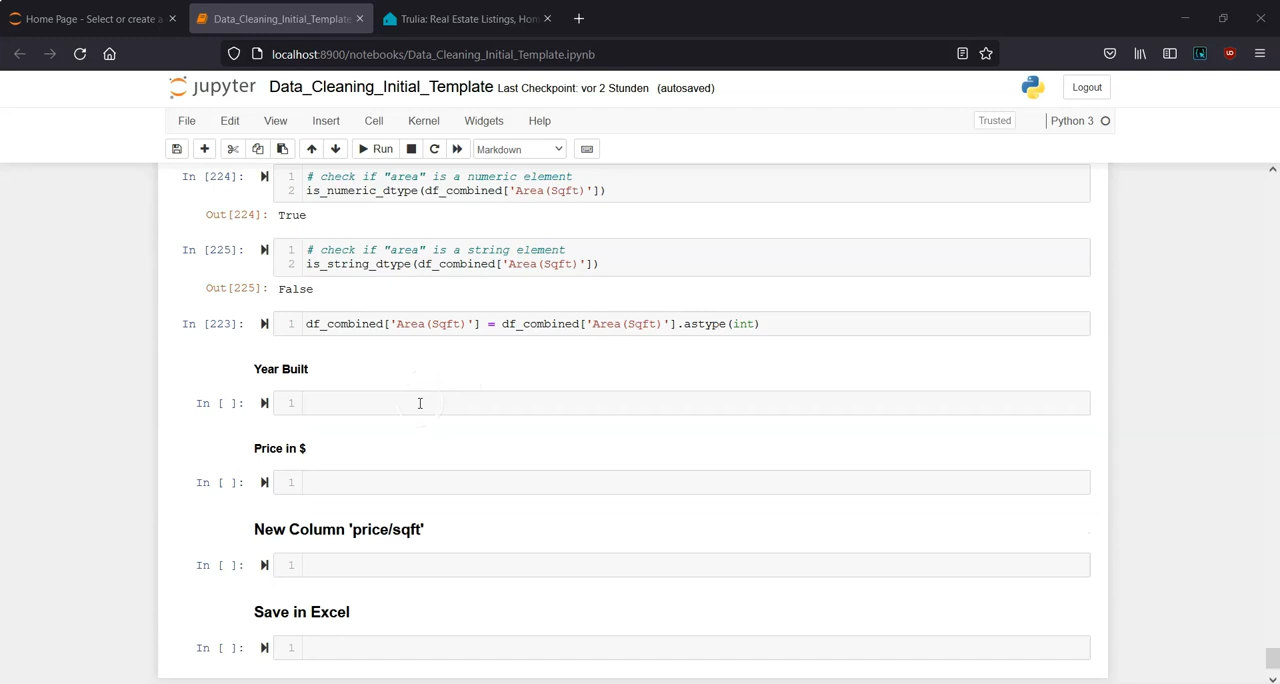 Home Page - Select or create a
Data_Cleaning_Initial_Template
Trulia: Real Estate Listings, Hom
localhost:8900/notebooks/Data_Cleaning_Initial_Template.ipynb
jupyter Data_Cleaning_Initial_Template Last Checkpoint: vor 2 Stunden (autosaved)
Logout
File Edit View Insert Cell Kernel Widgets Help
Trusted
Python 3
Run
Markdown
In [224]: 1 # check if "area" is a numeric element
2 is_numeric_dtype(df_combined['Area(Sqft)'])
Out[224]: True
In [225]: 1 # check if "area" is a string element
2 is_string_dtype(df_combined['Area(Sqft)'])
Out[225]: False
In [223]: 1 df_combined['Area(Sqft)'] = df_combined['Area(Sqft)'].astype(int)
Year Built
In [ ]: 1
Price in $
In [ ]: 1
New Column 'price/sqft'
In [ ]: 1
Save in Excel
In [ ]: 1